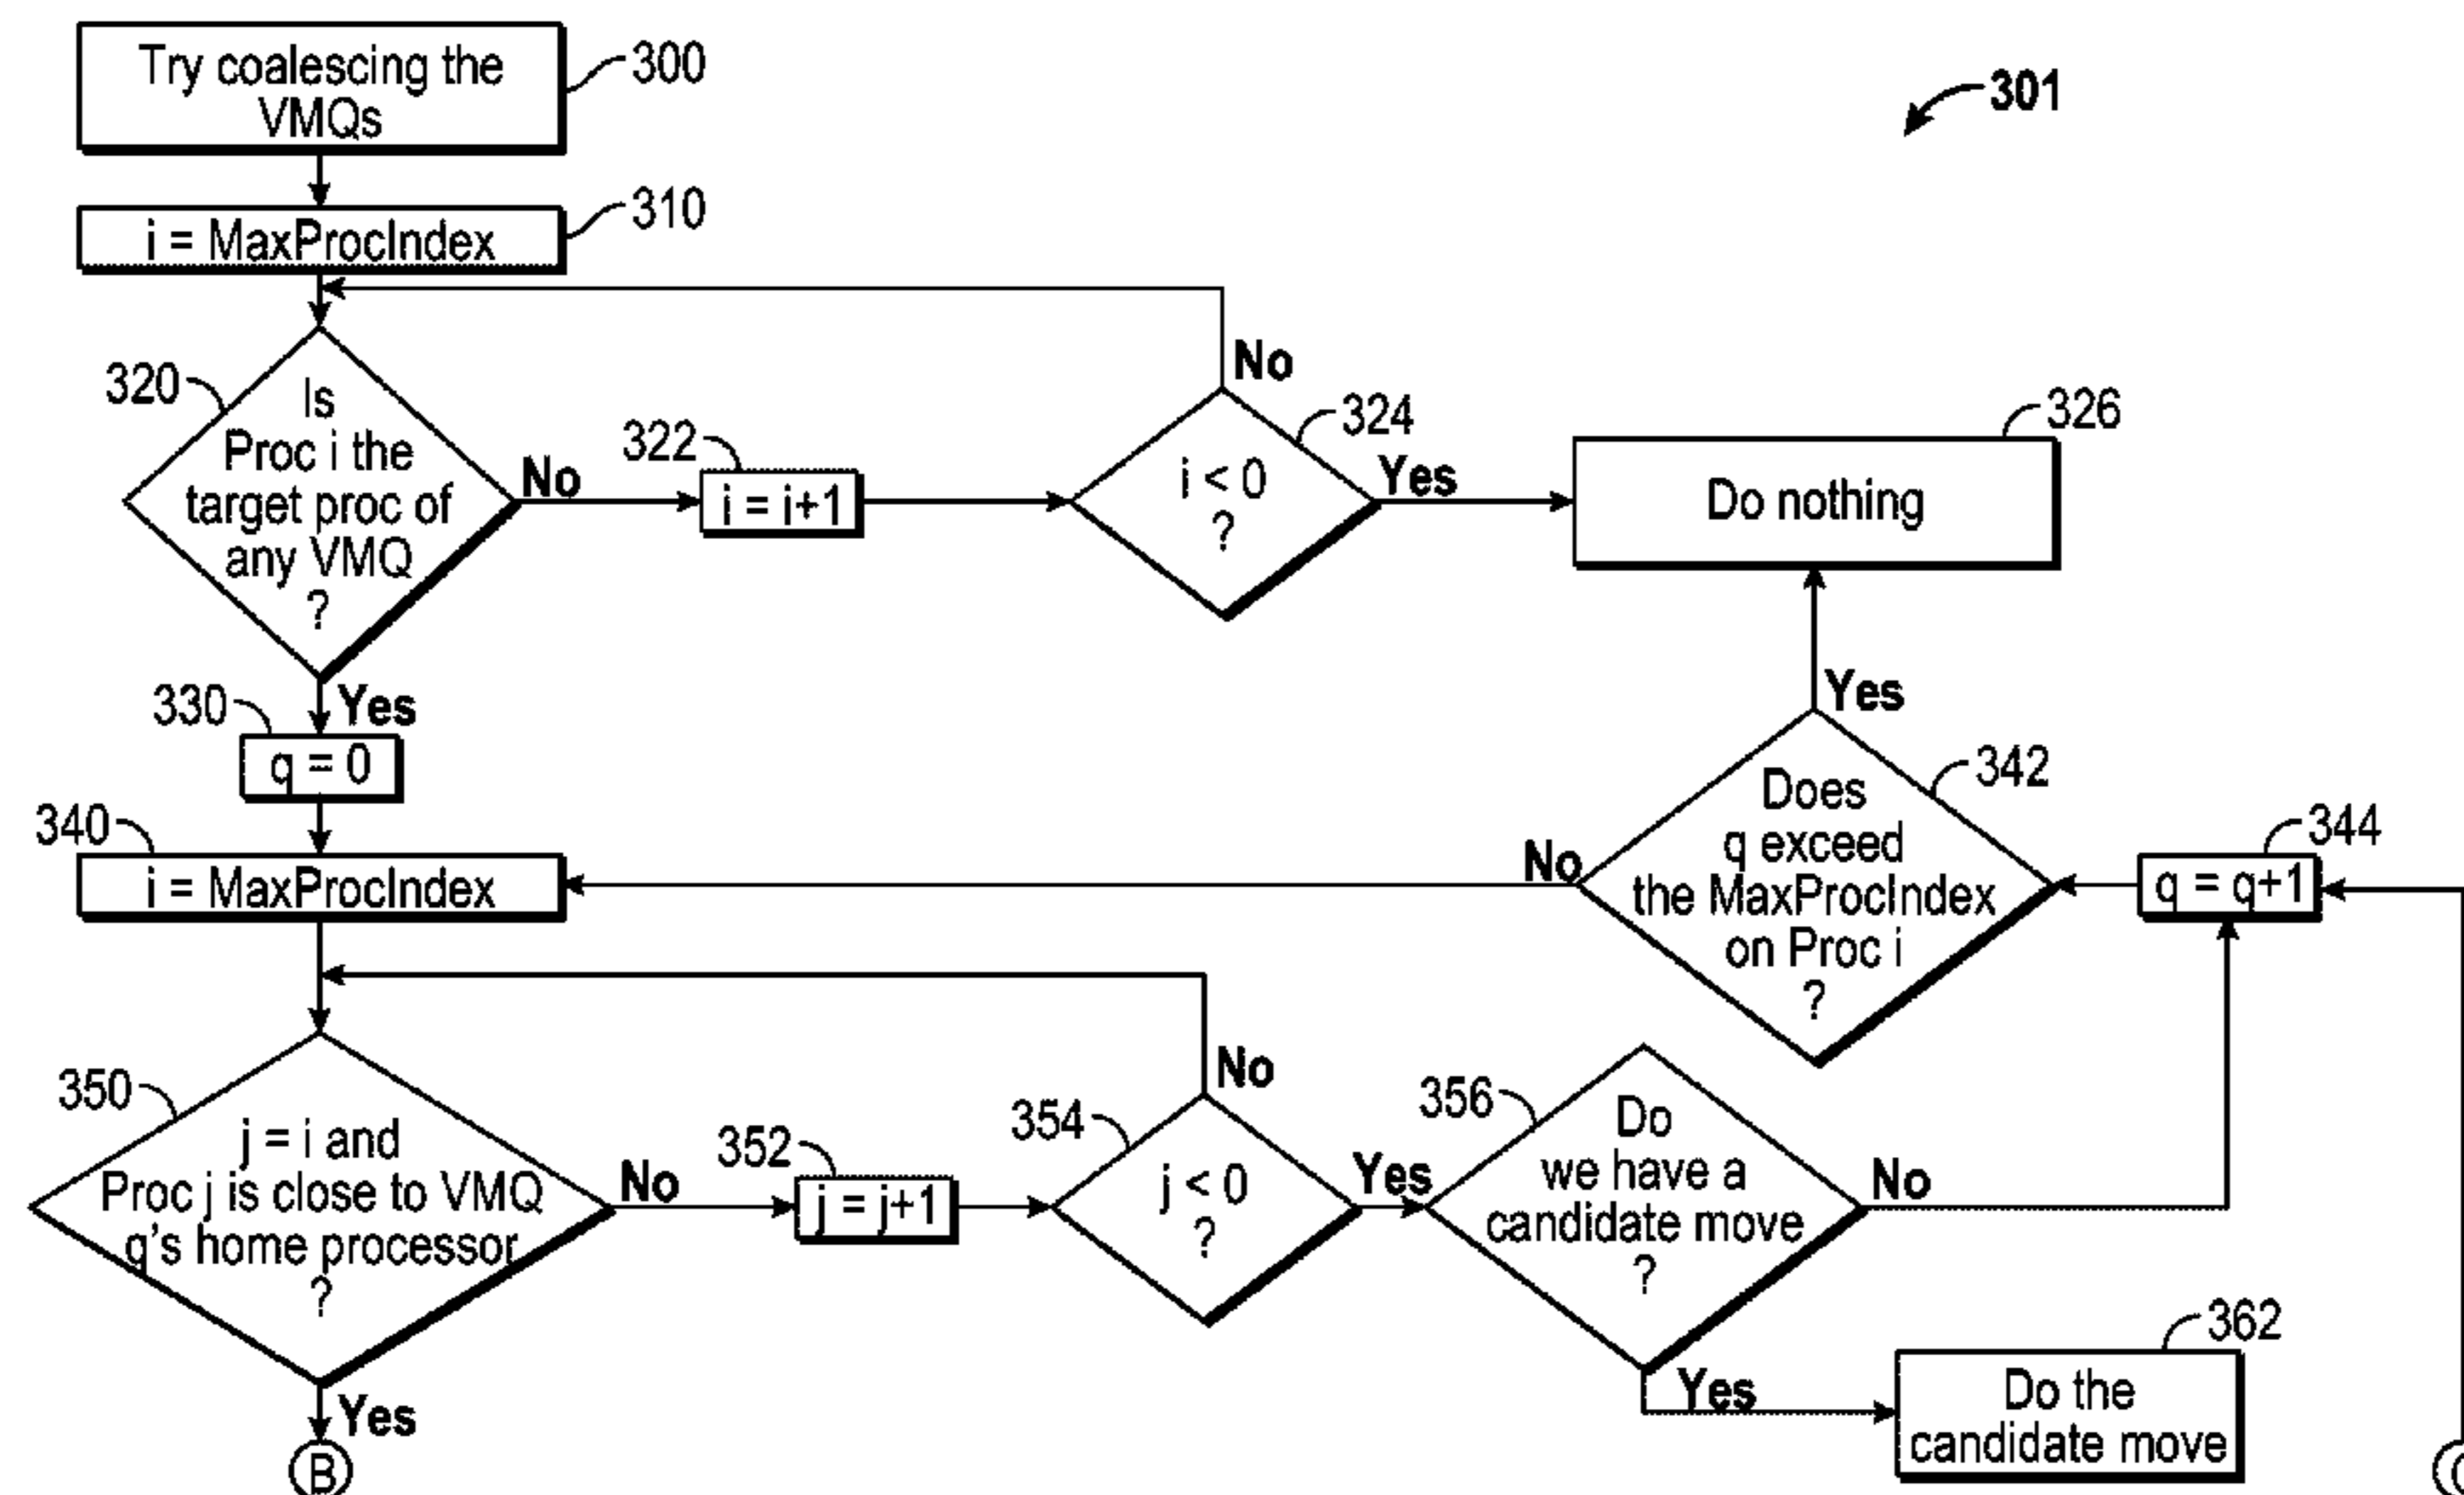 Try coalescing the
VMQs
300
301
i = MaxProcIndex
310
320
Is
Proc i the
target proc of
any VMQ
?
No
322
i = i+1
No
324
i < 0
?
Yes
326
Do nothing
Yes
330
q = 0
340
i = MaxProcIndex
Yes
342
Does
q exceed
the MaxProcIndex
on Proc i
?
No
344
q = q+1
350
j = i and
Proc j is close to VMQ
q's home processor
?
No
352
j = j+1
No
354
j < 0
?
Yes
356
Do
we have a
candidate move
?
No
Yes
362
Do the
candidate move
Yes
B